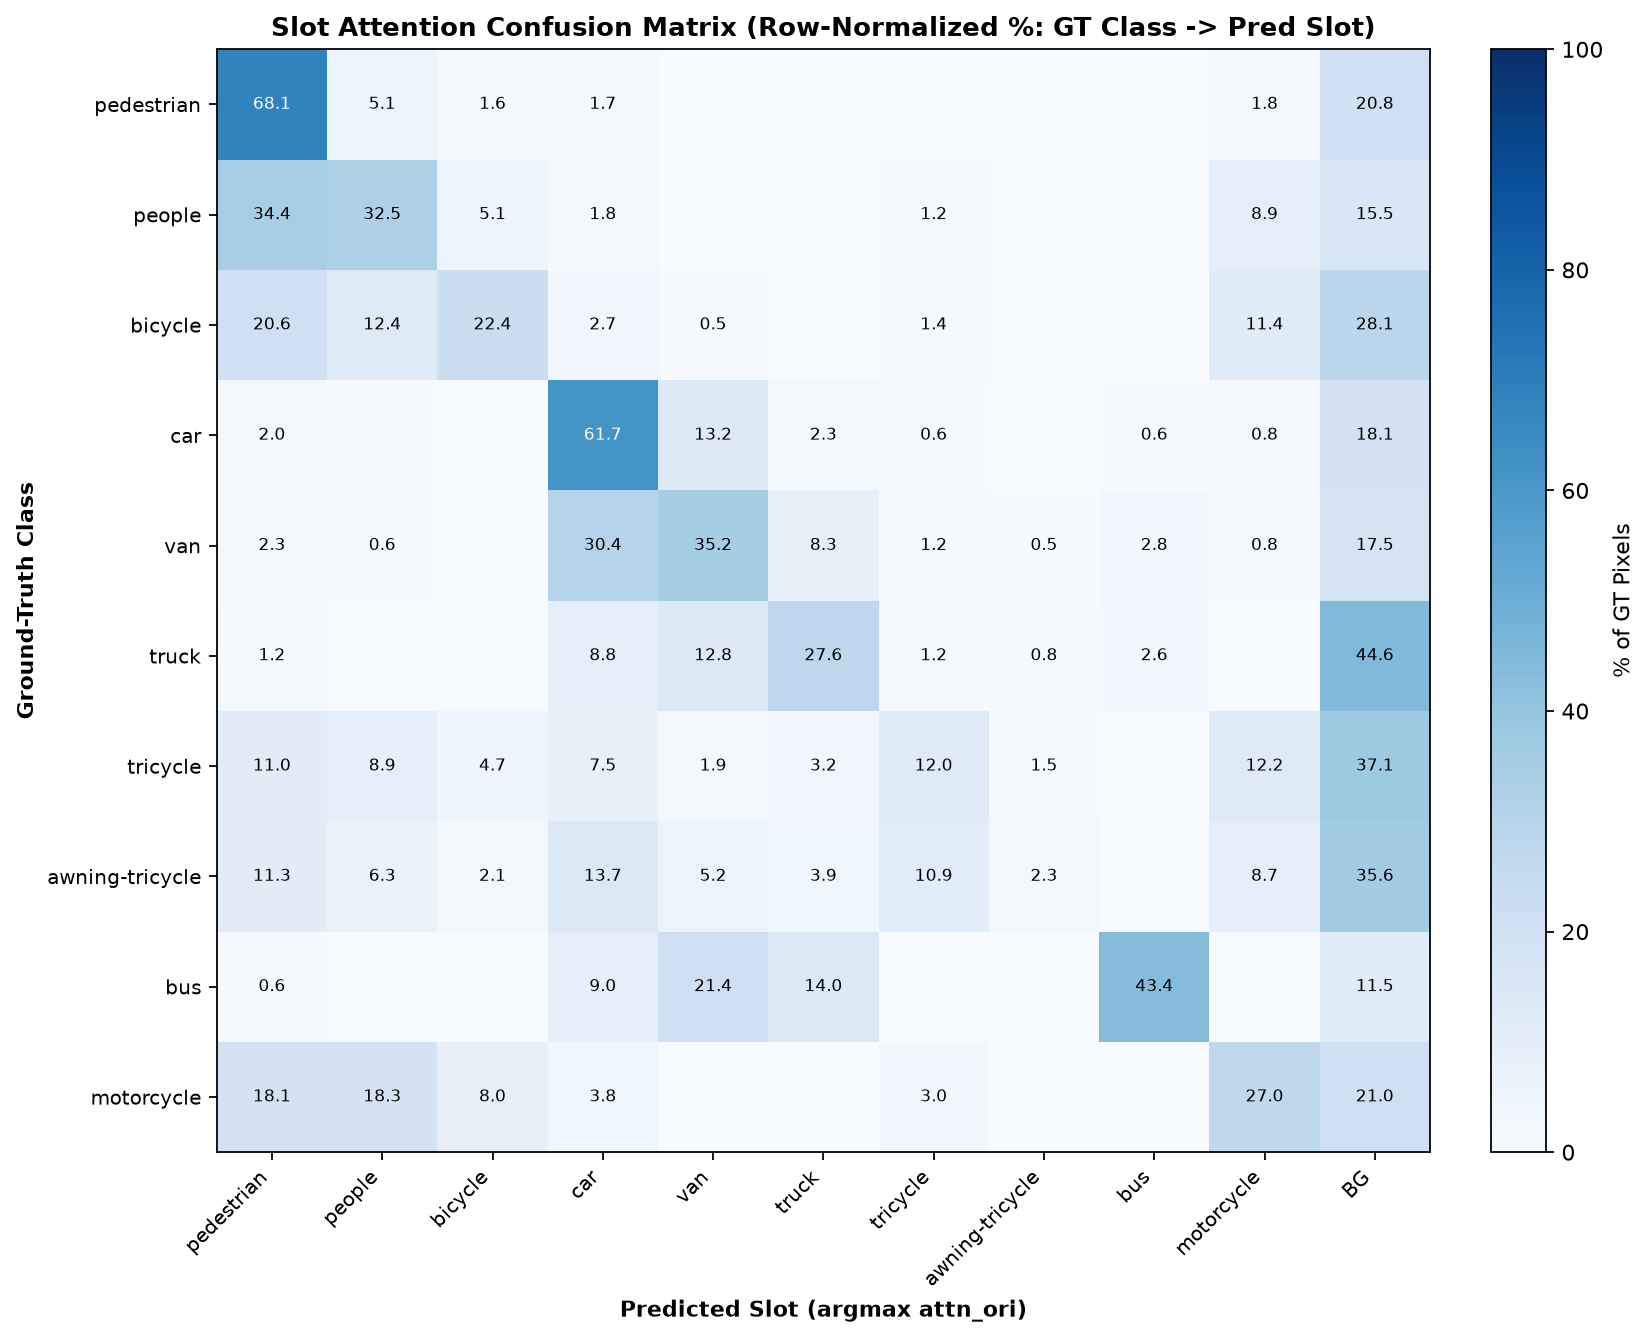 Slot Attention Confusion Matrix (Row-Normalized %: GT Class -> Pred Slot)
Ground-Truth Class
pedestrian 68.1 5.1 1.6 1.7 1.8 20.8
people 34.4 32.5 5.1 1.8 1.2 8.9 15.5
bicycle 20.6 12.4 22.4 2.7 0.5 1.4 11.4 28.1
car 2.0 61.7 13.2 2.3 0.6 0.6 0.8 18.1
van 2.3 0.6 30.4 35.2 8.3 1.2 0.5 2.8 0.8 17.5
truck 1.2 8.8 12.8 27.6 1.2 0.8 2.6 44.6
tricycle 11.0 8.9 4.7 7.5 1.9 3.2 12.0 1.5 12.2 37.1
awning-tricycle 11.3 6.3 2.1 13.7 5.2 3.9 10.9 2.3 8.7 35.6
bus 0.6 9.0 21.4 14.0 43.4 11.5
motorcycle 18.1 18.3 8.0 3.8 3.0 27.0 21.0
pedestrian people bicycle car van truck tricycle awning-tricycle bus motorcycle BG
Predicted Slot (argmax attn_ori)
100
80
60
40
20
0
% of GT Pixels